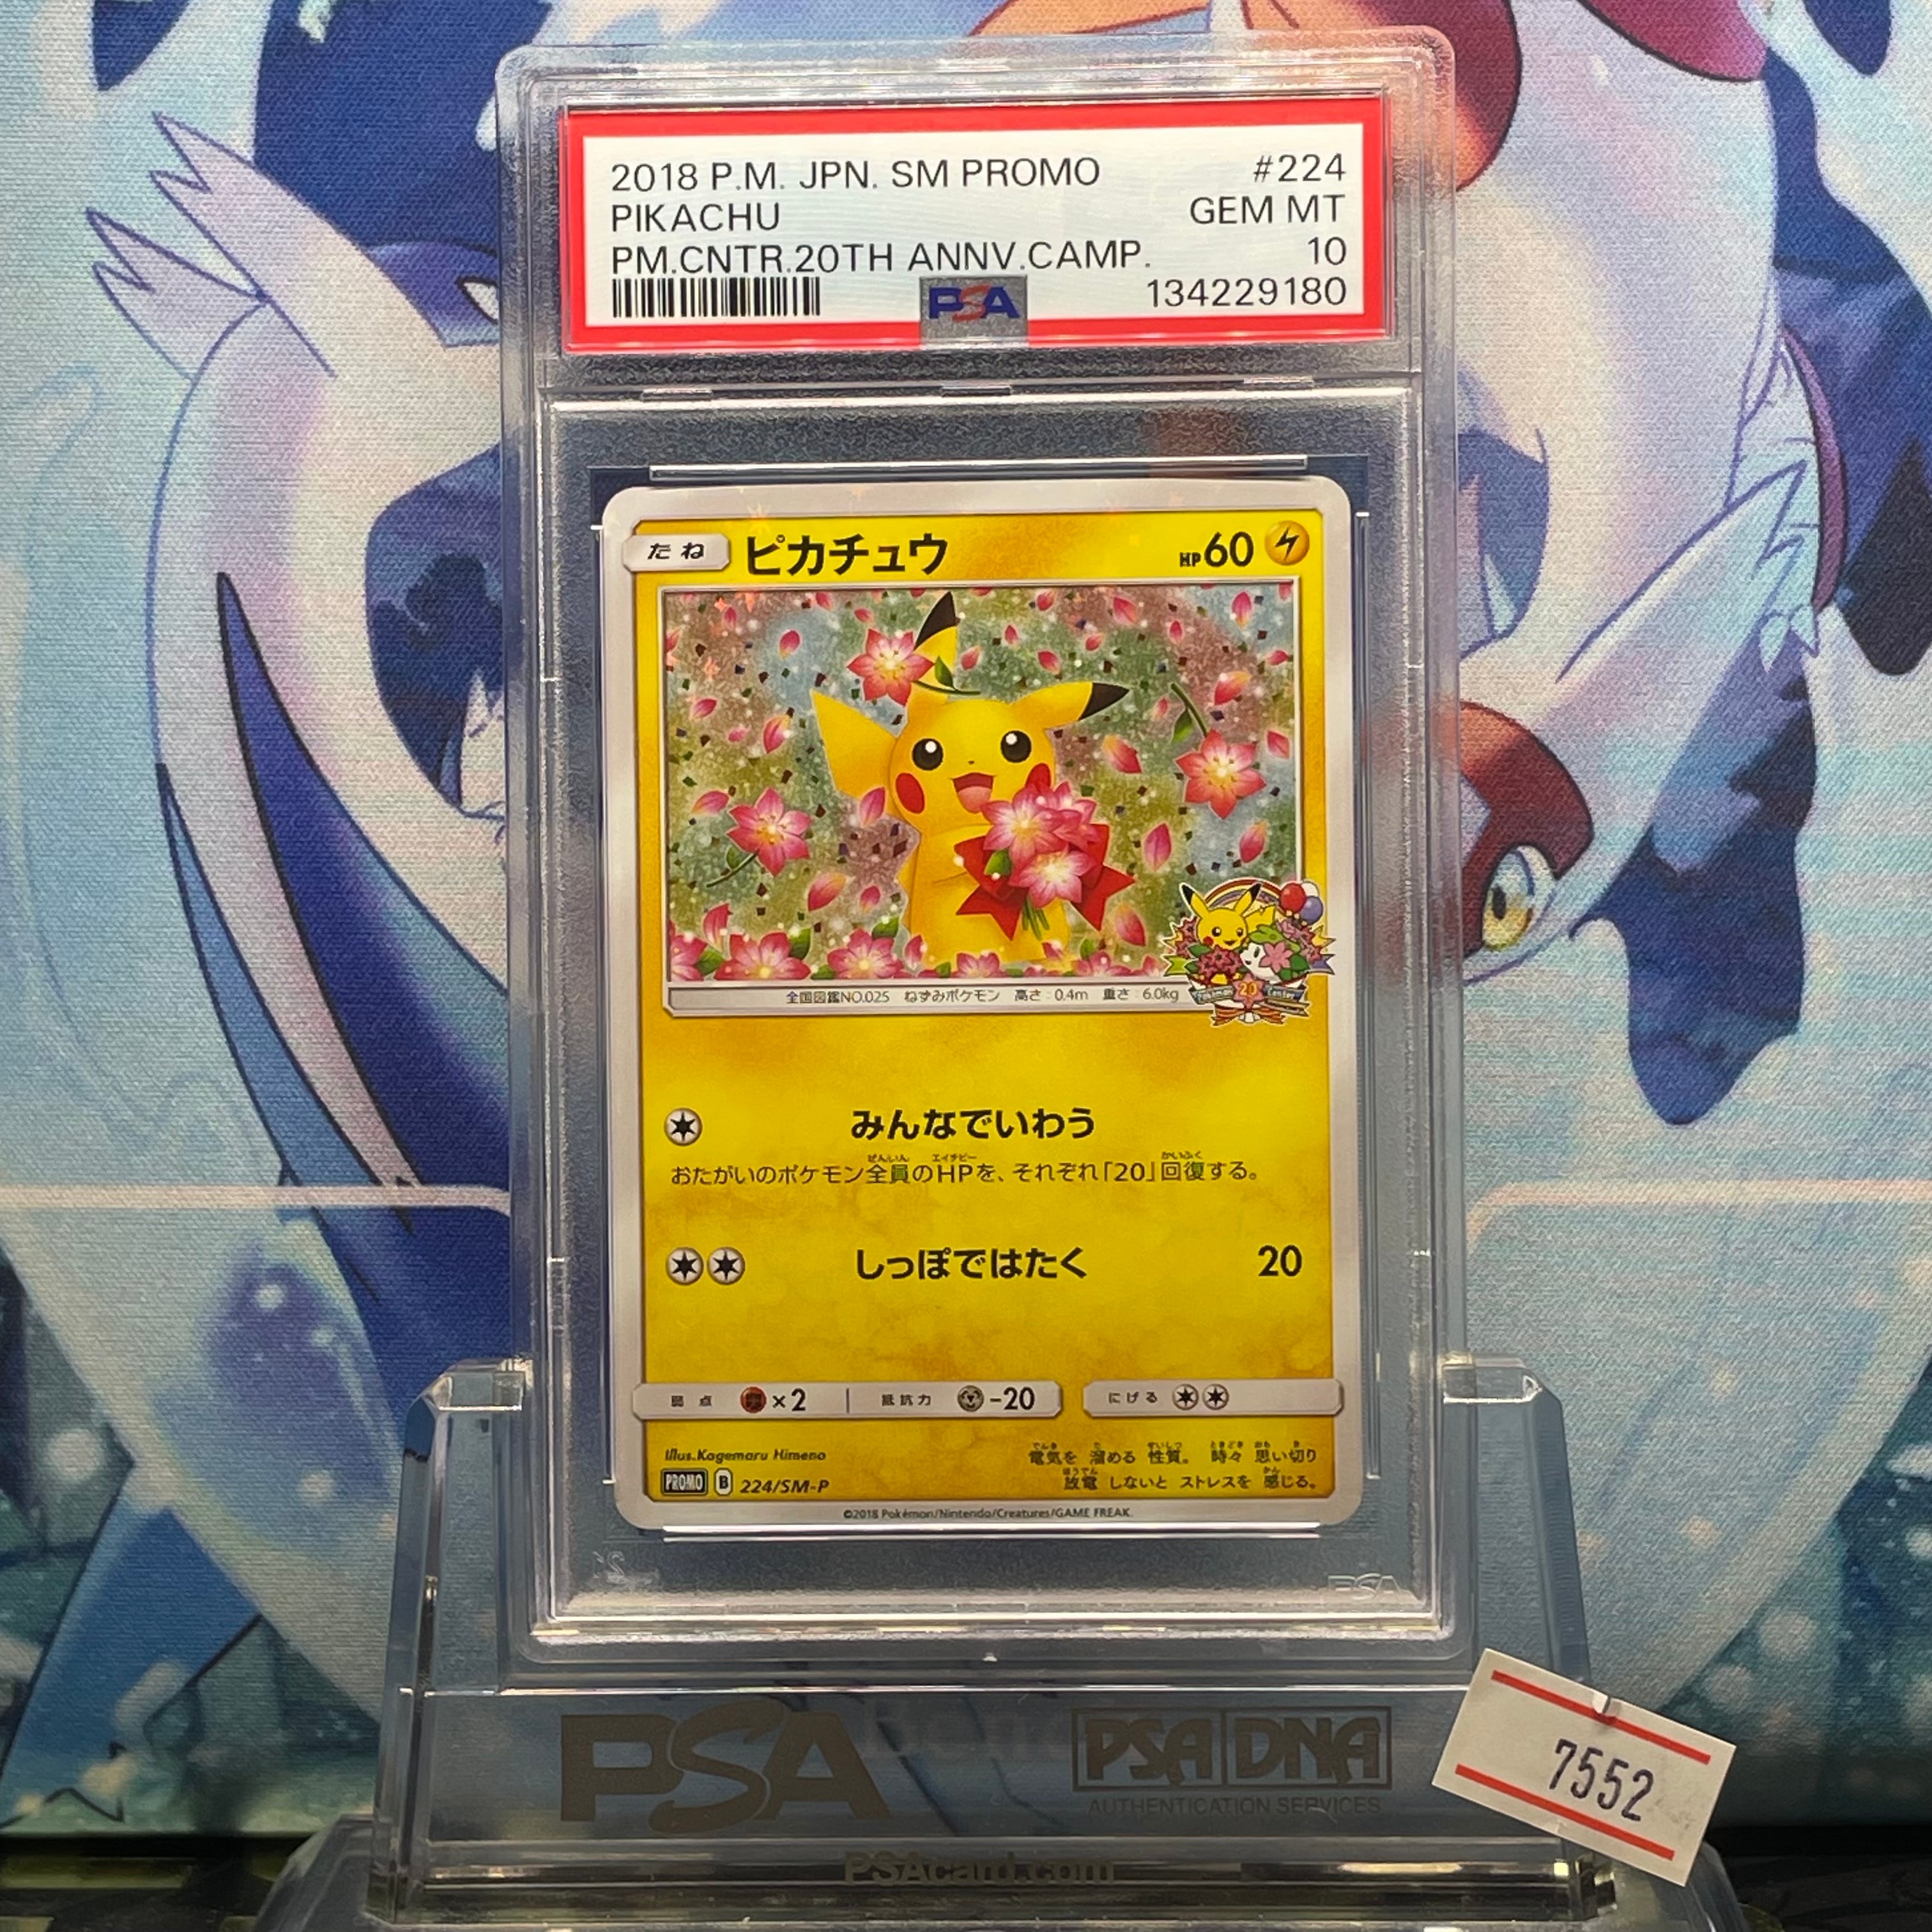 2018 P.M. JPN. SM PROMO #224
PIKACHU GEM MT
PM.CNTR.20TH ANNV.CAMP. 10
PSA 134229180
たね ピカチュウ HP60
Pokémon 20 Center
全国図鑑NO.025 ねずみポケモン 高さ:0.4m 重さ:6.0kg
みんなでいわう
おたがいのポケモン全員のHPを、それぞれ「20」回復する。
しっぽではたく 20
弱点 ×2 抵抗力 -20 にげる
Illus.Kagemaru Himeno
電気を 溜める 性質。 時々 思い切り
放電 しないと ストレスを 感じる。
PROMO B 224/SM-P
©2018 Pokémon/Nintendo/Creatures/GAME FREAK.
PSA
PSA PSA DNA
AUTHENTICATION SERVICES
PSAcard.com
7552